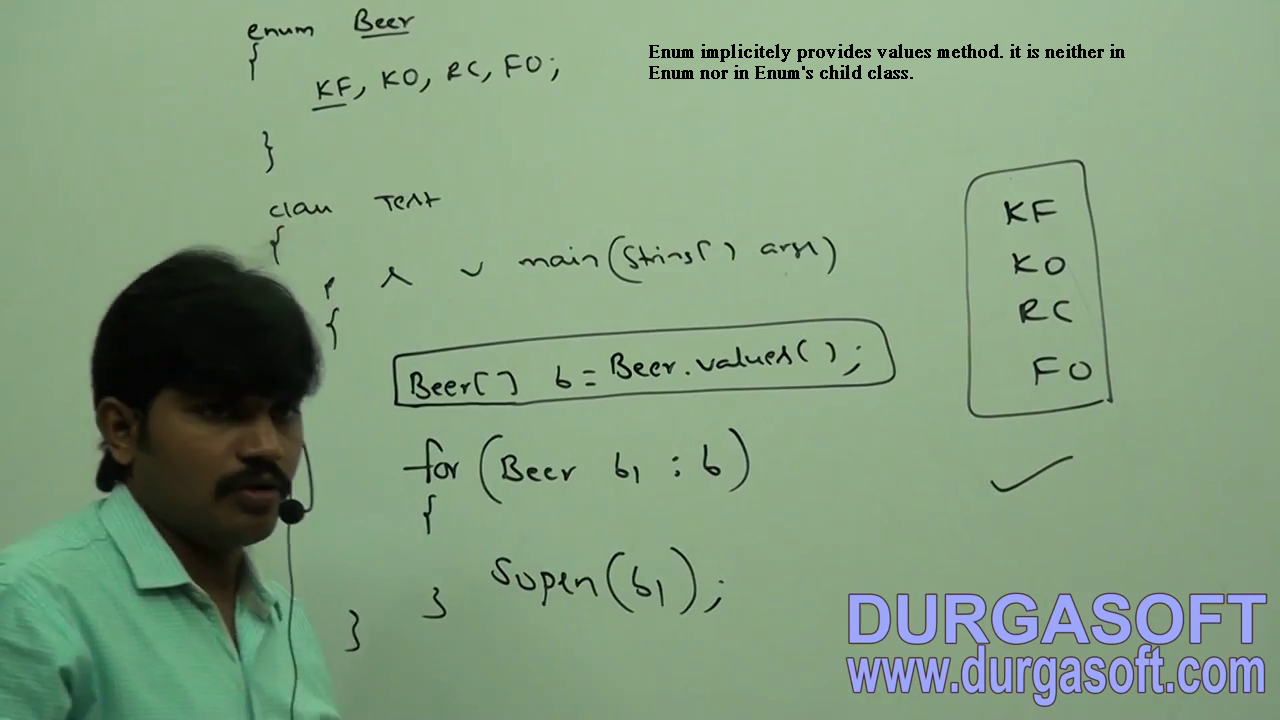 enum Beer
{
KF, KO, RC, FO;
}
Enum implicitely provides values method. it is neither in
Enum nor in Enum's child class.
class Test
{
p s v main(String[] args)
{
Beer[] b = Beer.values();
for (Beer b1 : b)
{
Sopln(b1);
}
}
KF
KO
RC
FO
DURGASOFT
www.durgasoft.com